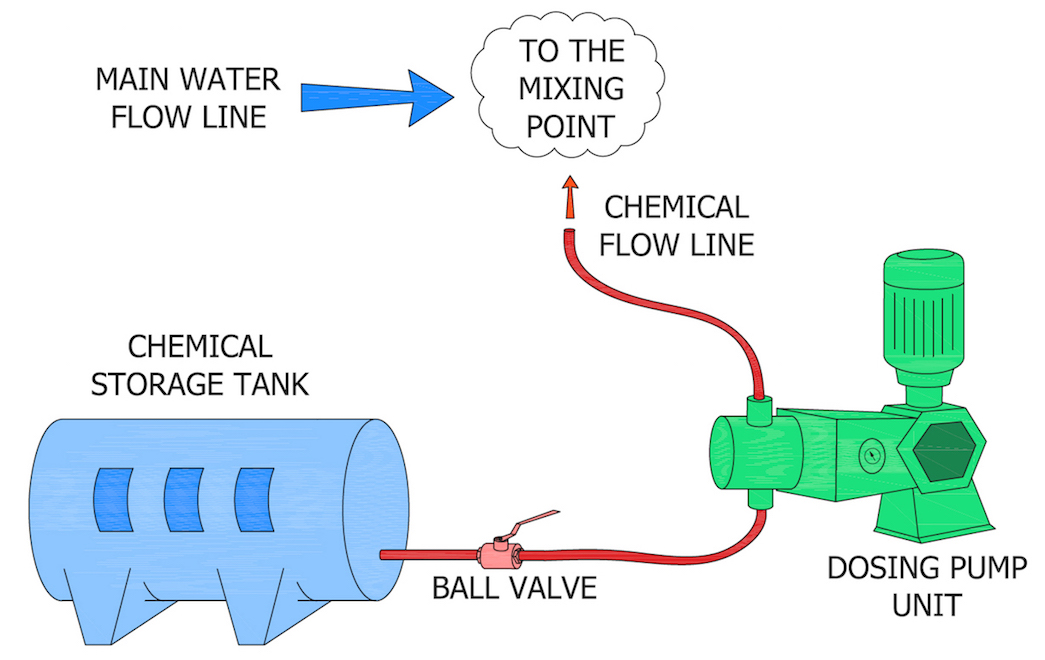 MAIN WATER
FLOW LINE
TO THE
MIXING
POINT
CHEMICAL
FLOW LINE
CHEMICAL
STORAGE TANK
BALL VALVE
DOSING PUMP
UNIT